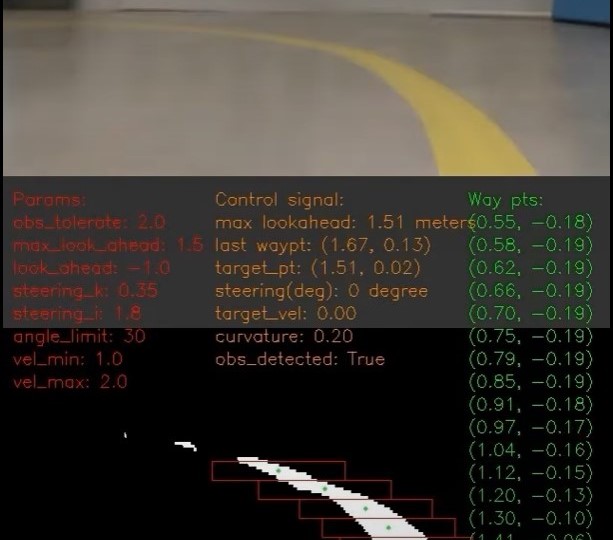 Params:
obs_tolerate: 2.0
max_look_ahead: 1.5
look_ahead: -1.0
steering_k: 0.35
steering_i: 1.8
angle_limit: 30
vel_min: 1.0
vel_max: 2.0
Control signal:
max lookahead: 1.51 meters
last waypt: (1.67, 0.13)
target_pt: (1.51, 0.02)
steering(deg): 0 degree
target_vel: 0.00
curvature: 0.20
obs_detected: True
Way pts:
(0.55, -0.18)
(0.58, -0.19)
(0.62, -0.19)
(0.66, -0.19)
(0.70, -0.19)
(0.75, -0.19)
(0.79, -0.19)
(0.85, -0.19)
(0.91, -0.18)
(0.97, -0.17)
(1.04, -0.16)
(1.12, -0.15)
(1.20, -0.13)
(1.30, -0.10)
(1.41, -0.06)